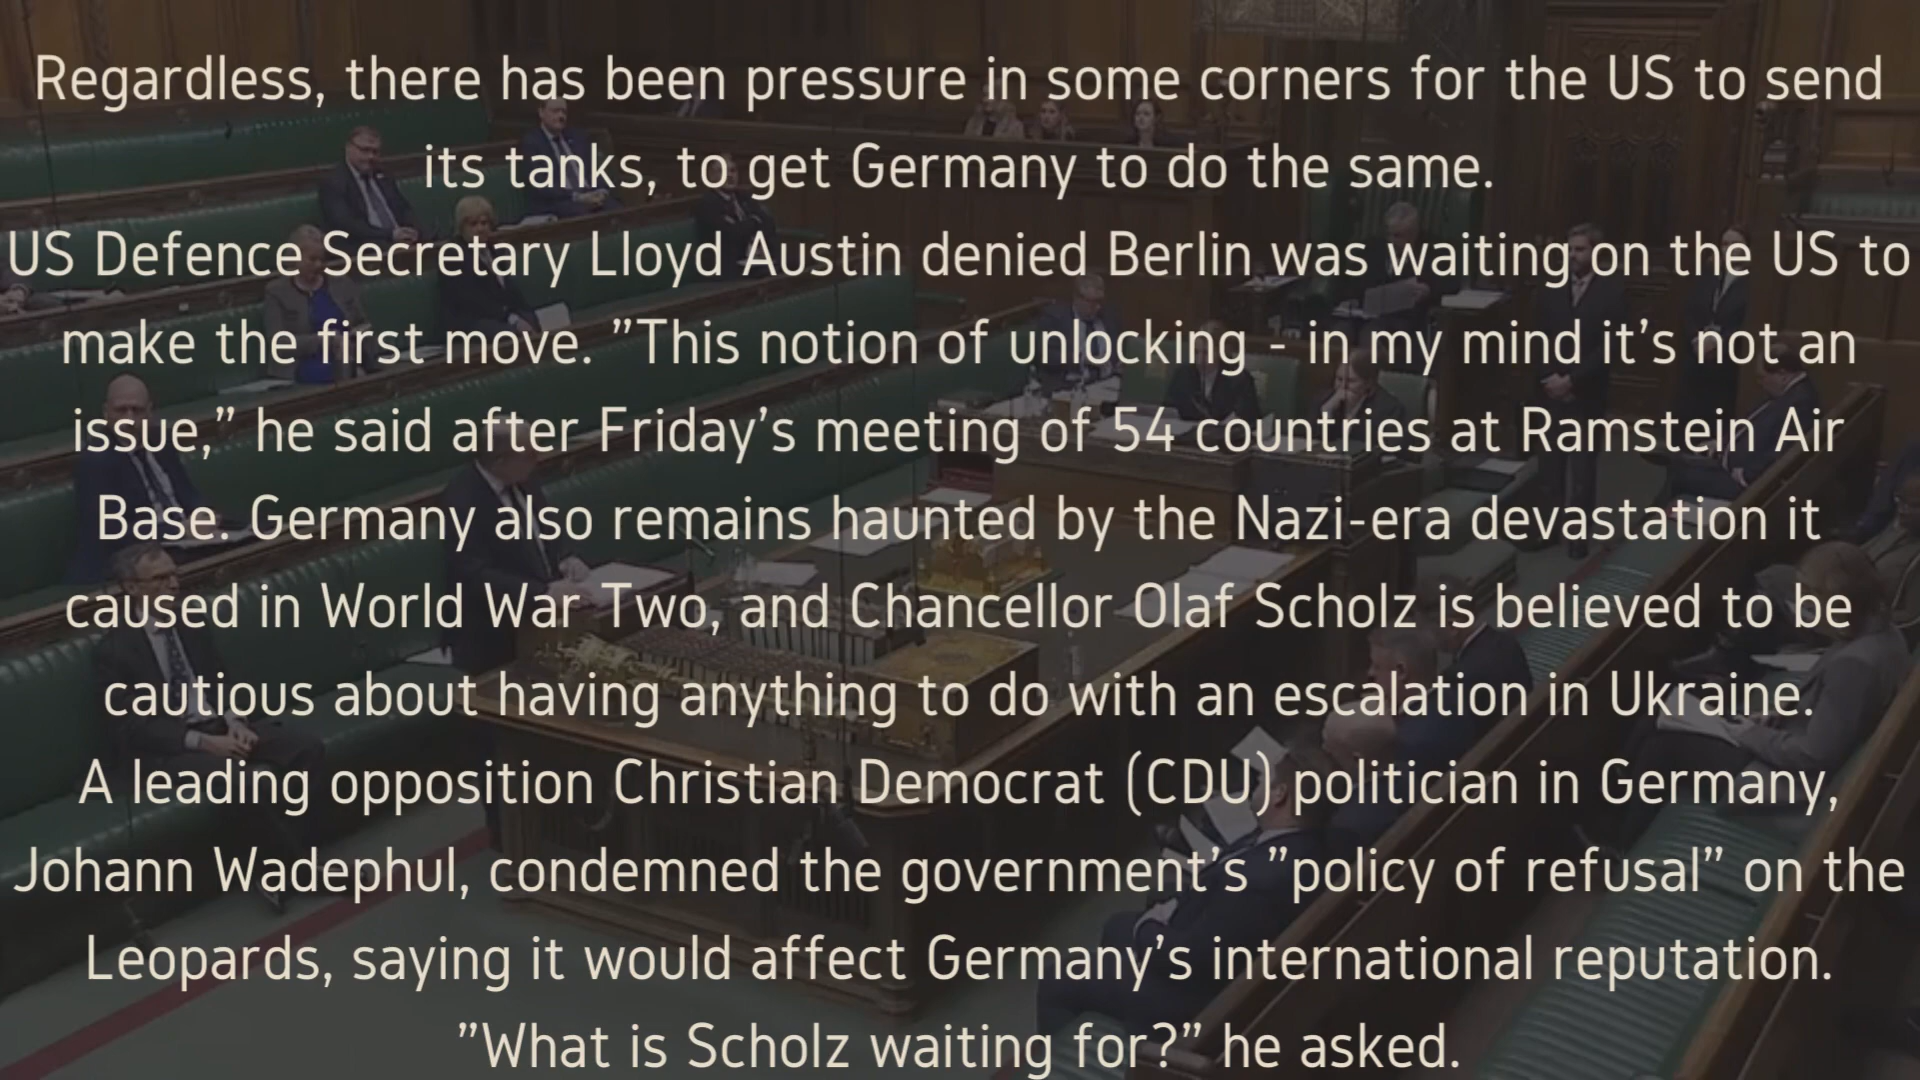 Regardless, there has been pressure in some corners for the US to send
its tanks, to get Germany to do the same.
US Defence Secretary Lloyd Austin denied Berlin was waiting on the US to
make the first move. ”This notion of unlocking - in my mind it’s not an
issue,” he said after Friday’s meeting of 54 countries at Ramstein Air
Base. Germany also remains haunted by the Nazi-era devastation it
caused in World War Two, and Chancellor Olaf Scholz is believed to be
cautious about having anything to do with an escalation in Ukraine.
A leading opposition Christian Democrat (CDU) politician in Germany,
Johann Wadephul, condemned the government’s ”policy of refusal” on the
Leopards, saying it would affect Germany’s international reputation.
”What is Scholz waiting for?” he asked.